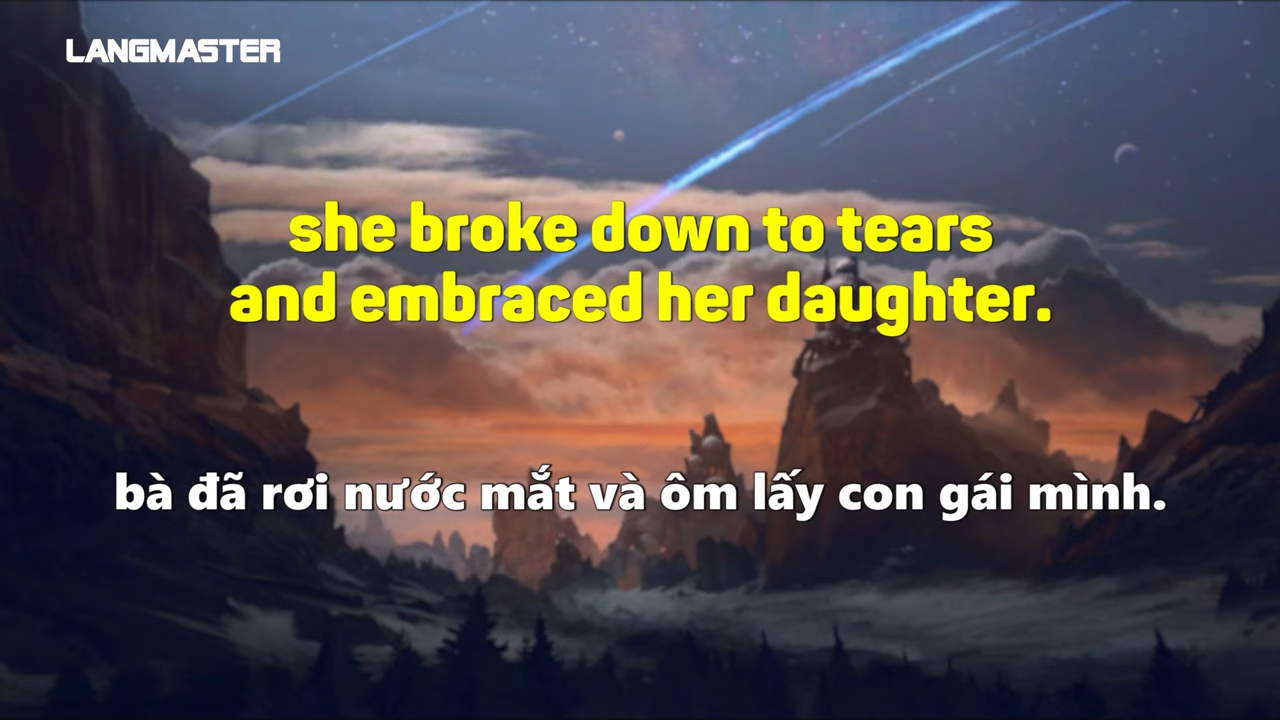 LANGMASTER
she broke down to tears
and embraced her daughter.
bà đã rơi nước mắt và ôm lấy con gái mình.